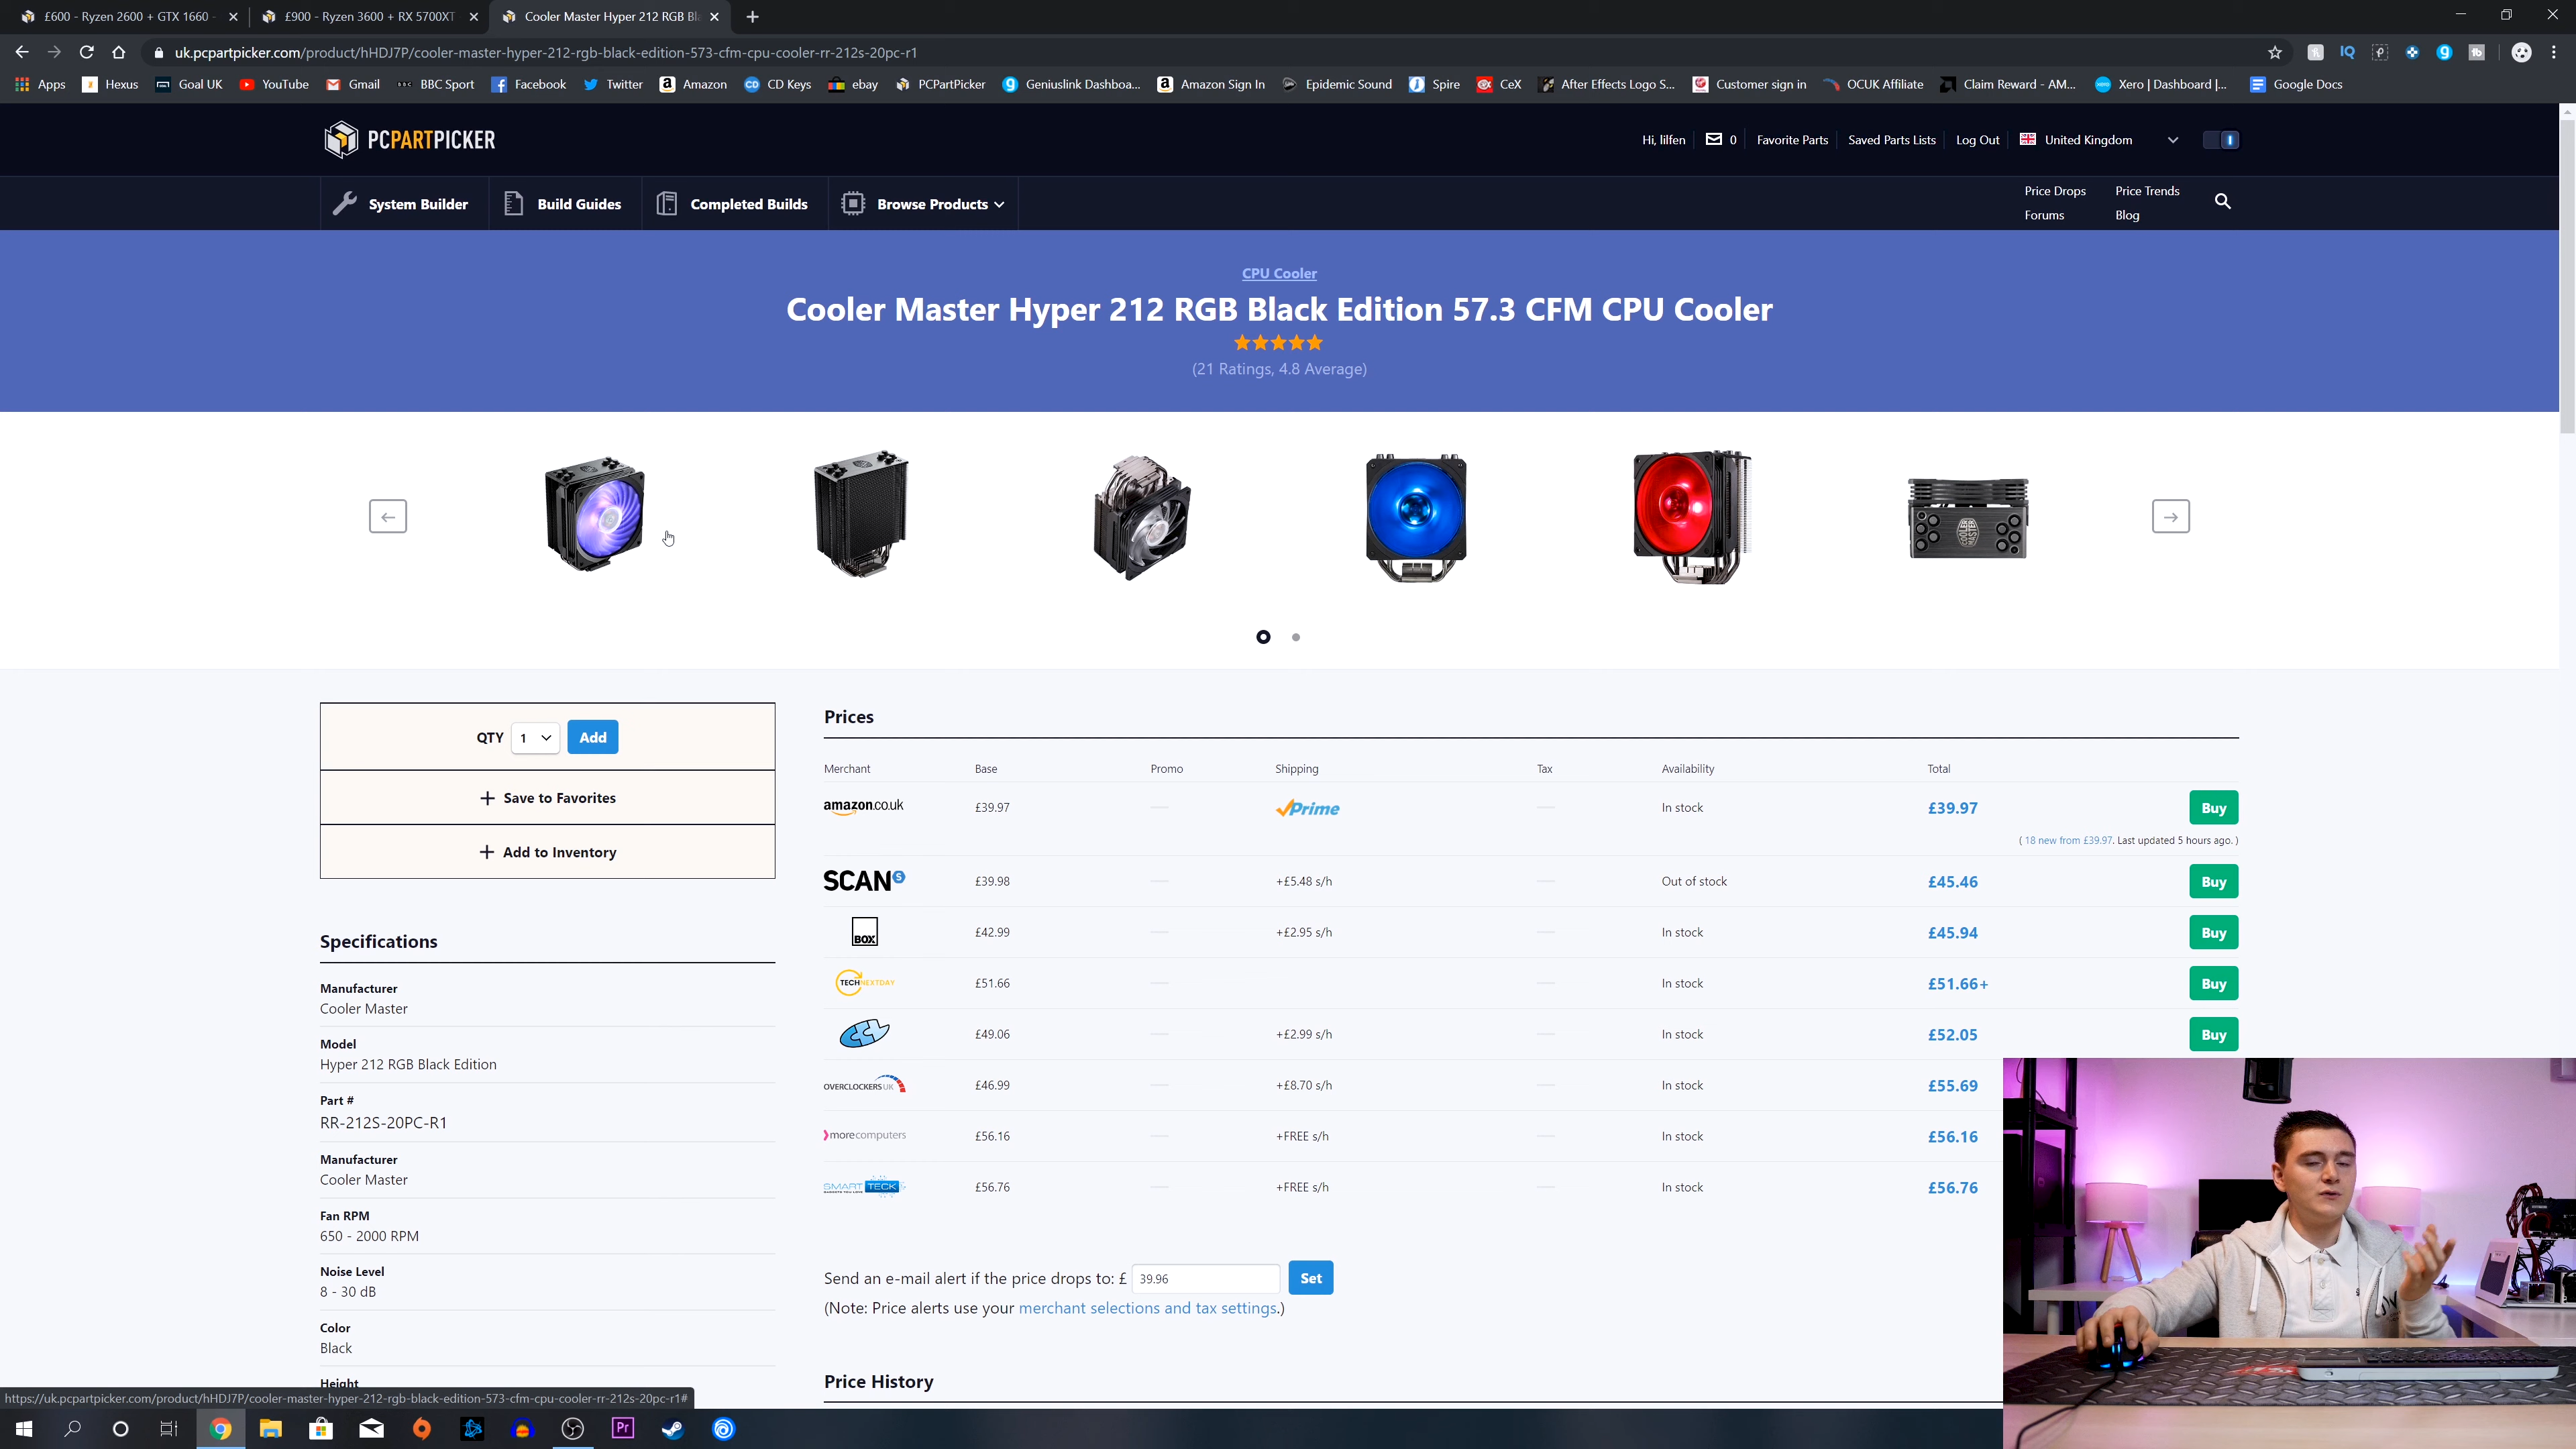 £600 - Ryzen 2600 + GTX 1660 -
£900 - Ryzen 3600 + RX 5700XT
Cooler Master Hyper 212 RGB Bl
uk.pcpartpicker.com/product/hHDJ7P/cooler-master-hyper-212-rgb-black-edition-573-cfm-cpu-cooler-rr-212s-20pc-r1
Apps Hexus Goal UK YouTube Gmail BBC Sport Facebook Twitter Amazon CD Keys ebay PCPartPicker Geniuslink Dashboa... Amazon Sign In Epidemic Sound Spire CeX After Effects Logo S... Customer sign in OCUK Affiliate Claim Reward - AM... Xero | Dashboard |... Google Docs
PCPARTPICKER
Hi, lilfen 0 Favorite Parts Saved Parts Lists Log Out United Kingdom
System Builder Build Guides Completed Builds Browse Products
Price Drops Price Trends
Forums Blog
CPU Cooler
Cooler Master Hyper 212 RGB Black Edition 57.3 CFM CPU Cooler
(21 Ratings, 4.8 Average)
QTY 1 Add
+ Save to Favorites
+ Add to Inventory
Specifications
Manufacturer
Cooler Master
Model
Hyper 212 RGB Black Edition
Part #
RR-212S-20PC-R1
Manufacturer
Cooler Master
Fan RPM
650 - 2000 RPM
Noise Level
8 - 30 dB
Color
Black
Height
Prices
Merchant Base Promo Shipping Tax Availability Total
amazon.co.uk £39.97 — Prime — In stock £39.97 Buy
( 18 new from £39.97. Last updated 5 hours ago. )
SCAN S £39.98 — +£5.48 s/h — Out of stock £45.46 Buy
BOX £42.99 — +£2.95 s/h — In stock £45.94 Buy
TECHNEXTDAY £51.66 — — In stock £51.66+ Buy
£49.06 — +£2.99 s/h — In stock £52.05 Buy
OVERCLOCKERS UK £46.99 — +£8.70 s/h — In stock £55.69
morecomputers £56.16 — +FREE s/h — In stock £56.16
SMART TECK £56.76 — +FREE s/h — In stock £56.76
Send an e-mail alert if the price drops to: £ 39.96 Set
(Note: Price alerts use your merchant selections and tax settings.)
Price History
https://uk.pcpartpicker.com/product/hHDJ7P/cooler-master-hyper-212-rgb-black-edition-573-cfm-cpu-cooler-rr-212s-20pc-r1#
Pr